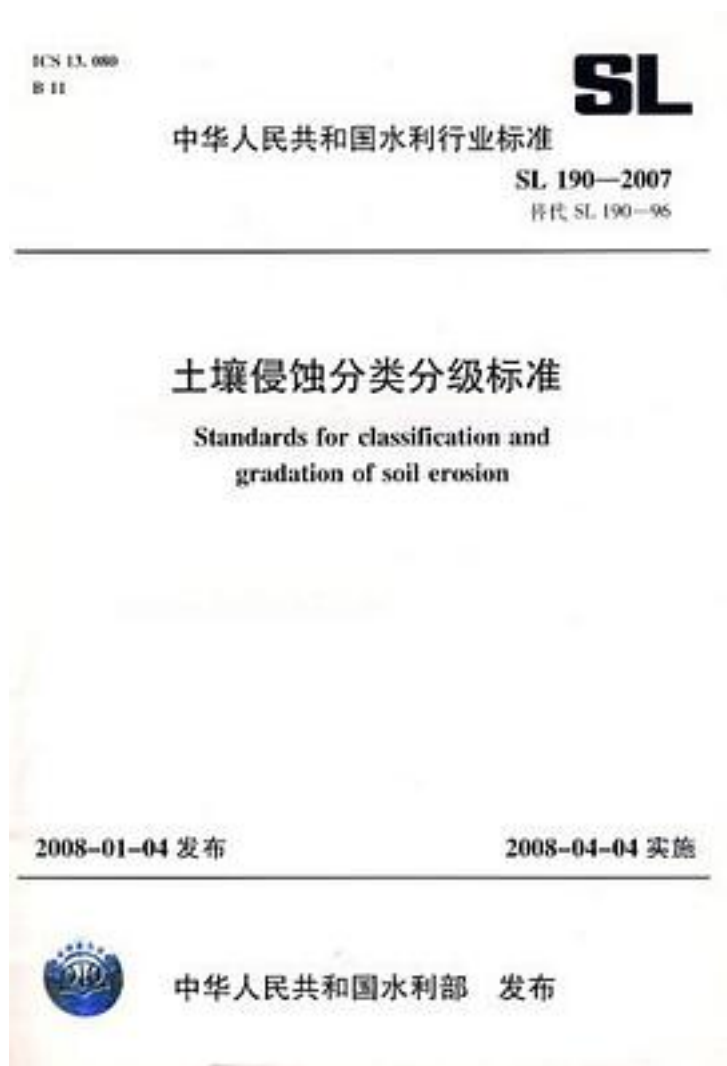 ICS 13.080
B 11
SL
中华人民共和国水利行业标准
SL 190—2007
替代 SL 190—96
土壤侵蚀分类分级标准
Standards for classification and
gradation of soil erosion
2008-01-04 发布
2008-04-04 实施
中华人民共和国水利部 发布